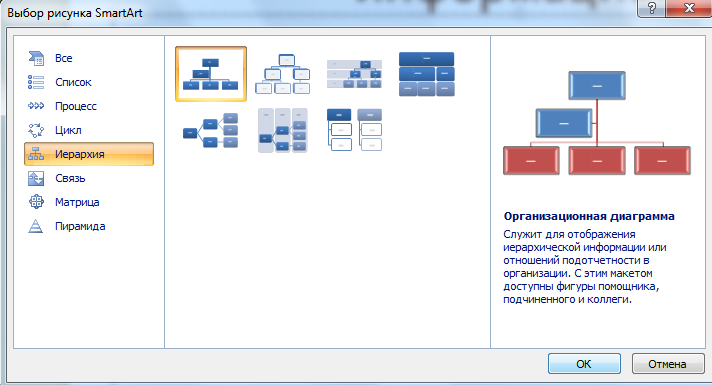 Выбор рисунка SmartArt
Все
Список
Процесс
Цикл
Иерархия
Связь
Матрица
Пирамида
Организационная диаграмма
Служит для отображения
иерархической информации или
отношений подотчетности в
организации. С этим макетом
доступны фигуры помощника,
подчиненного и коллеги.
ОК
Отмена